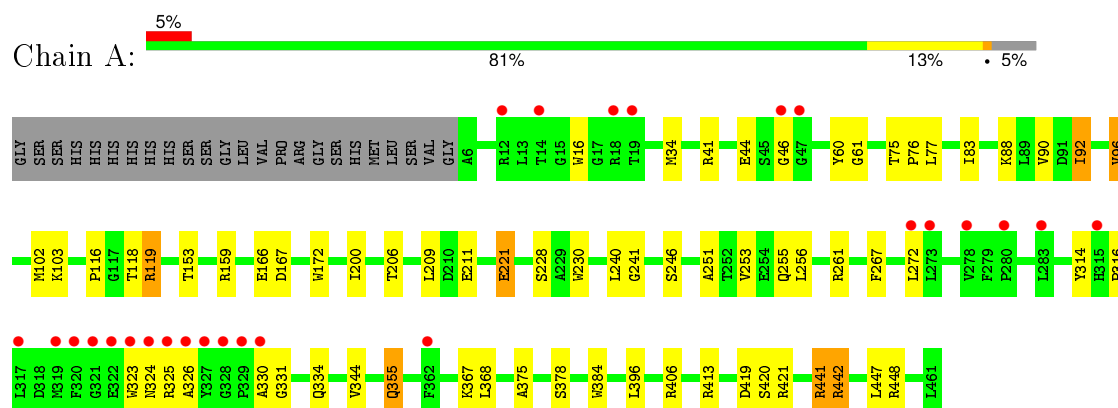 5%
Chain A:
81% 13% • 5%
GLY SER SER HIS HIS HIS HIS HIS HIS SER SER GLY LEU VAL PRO ARG GLY SER HIS MET LEU SER VAL GLY A6 R12 L13 T14 G15 W16 G17 R18 T19 M34 R41 E44 S45 G46 G47 Y60 G61 T75 P76 L77 I83 K88 L89 V90 D91 I92
M102 K103 P116 G117 T118 R119 T153 R159 E166 D167 W172 I200 T206 L209 D210 E211 E221 S228 A229 W230 L240 G241 S246 A251 T252 V253 E254 Q255 L256 R261 F267 L272 L273 V278 F279 P280 L283 Y314 H315
L317 D318 M319 F320 G321 E322 W323 N324 R325 A326 Y327 G328 P329 A330 G331 Q334 V344 Q355 F362 K367 L368 A375 S378 W384 L396 R406 R413 D419 S420 R421 R441 R442 L447 R448 L461